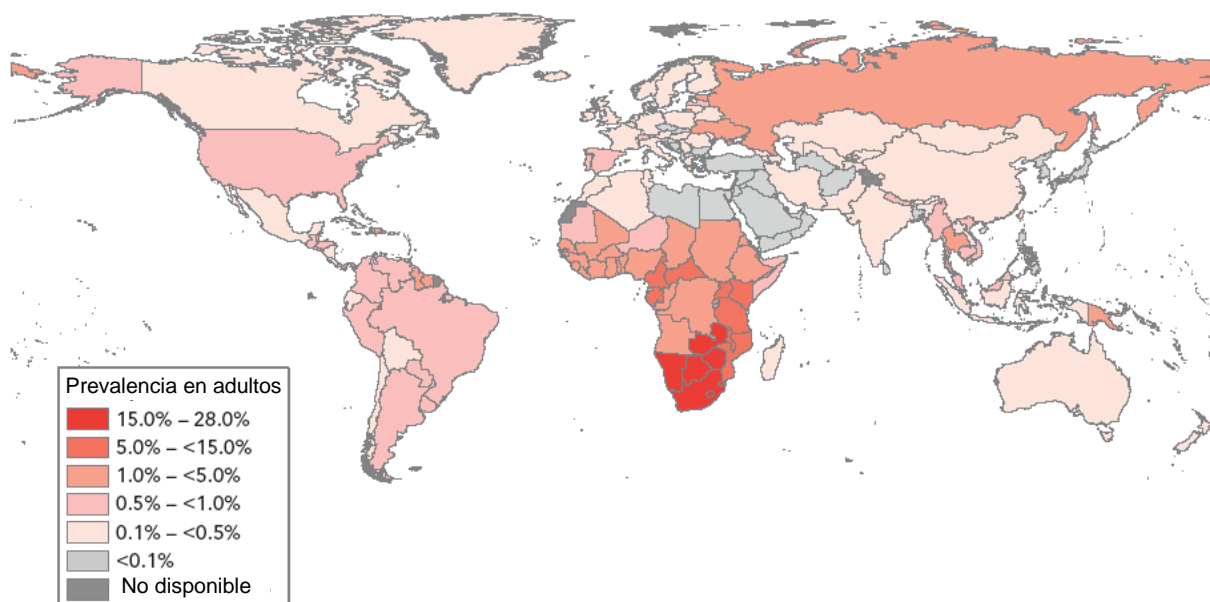 Prevalencia en adultos
15.0% – 28.0%
5.0% – <15.0%
1.0% – <5.0%
0.5% – <1.0%
0.1% – <0.5%
<0.1%
No disponible